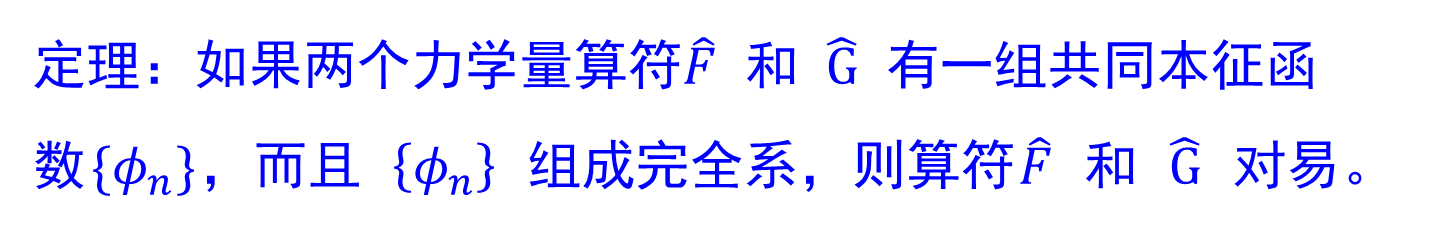 定理：如果两个力学量算符F̂ 和 Ĝ 有一组共同本征函
数{ϕₙ}，而且 {ϕₙ} 组成完全系，则算符F̂ 和 Ĝ 对易。